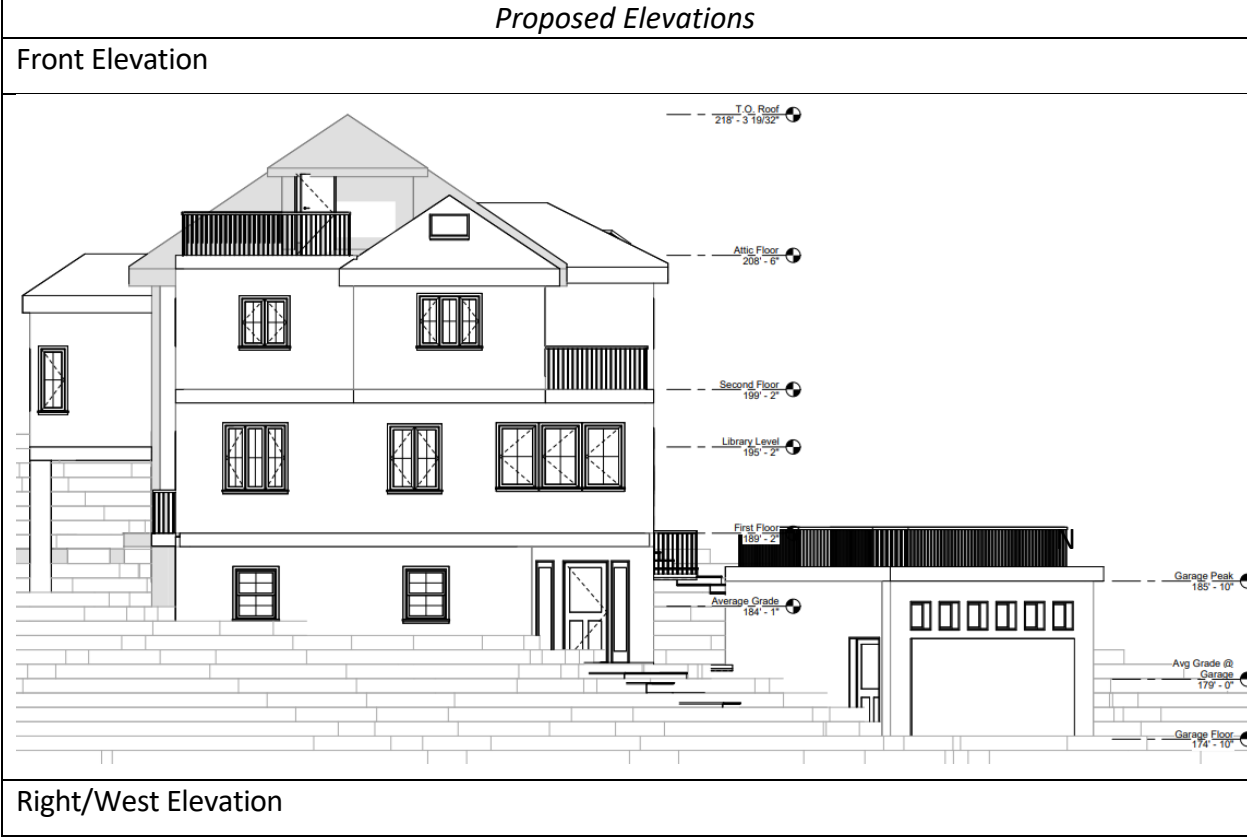 Proposed Elevations
Front Elevation
T.O. Roof
218' - 3 19/32"
Attic Floor
208' - 6"
Second Floor
199' - 2"
Library Level
195' - 2"
First Floor
189' - 2"
Garage Peak
185' - 10"
Average Grade
184' - 1"
Avg Grade @
Garage
179' - 0"
Garage Floor
174' - 10"
Right/West Elevation